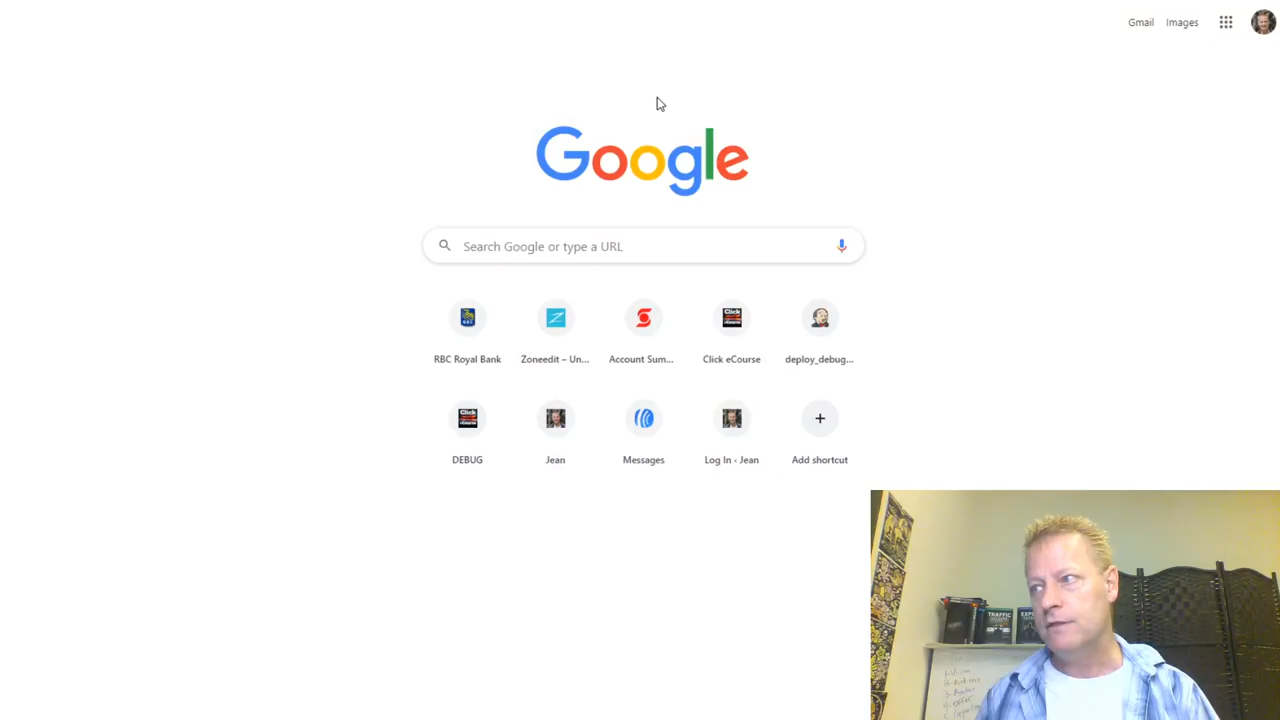 Gmail Images
Google
Search Google or type a URL
RBC Royal Bank
Zoneedit – Un...
Account Sum...
Click eCourse
deploy_debug...
DEBUG
Jean
Messages
Log In ‹ Jean
Add shortcut
TRAFFIC